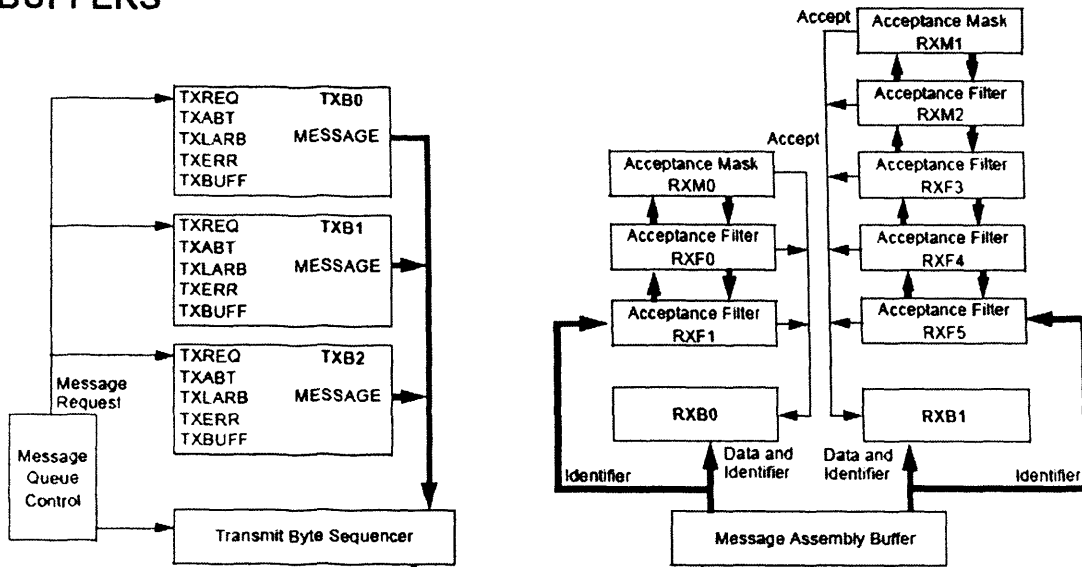 BUFFERS
TXREQ TXB0
TXABT
TXLARB MESSAGE
TXERR
TXBUFF
TXREQ TXB1
TXABT
TXLARB MESSAGE
TXERR
TXBUFF
TXREQ TXB2
TXABT
TXLARB MESSAGE
TXERR
TXBUFF
Message
Request
Message
Queue
Control
Transmit Byte Sequencer
Accept
Acceptance Mask
RXM1
Acceptance Filter
RXM2
Acceptance Filter
RXF3
Acceptance Filter
RXF4
Acceptance Filter
RXF5
Accept
Acceptance Mask
RXM0
Acceptance Filter
RXF0
Acceptance Filter
RXF1
RXB0
RXB1
Identifier
Data and
Identifier
Data and
Identifier
Identifier
Message Assembly Buffer